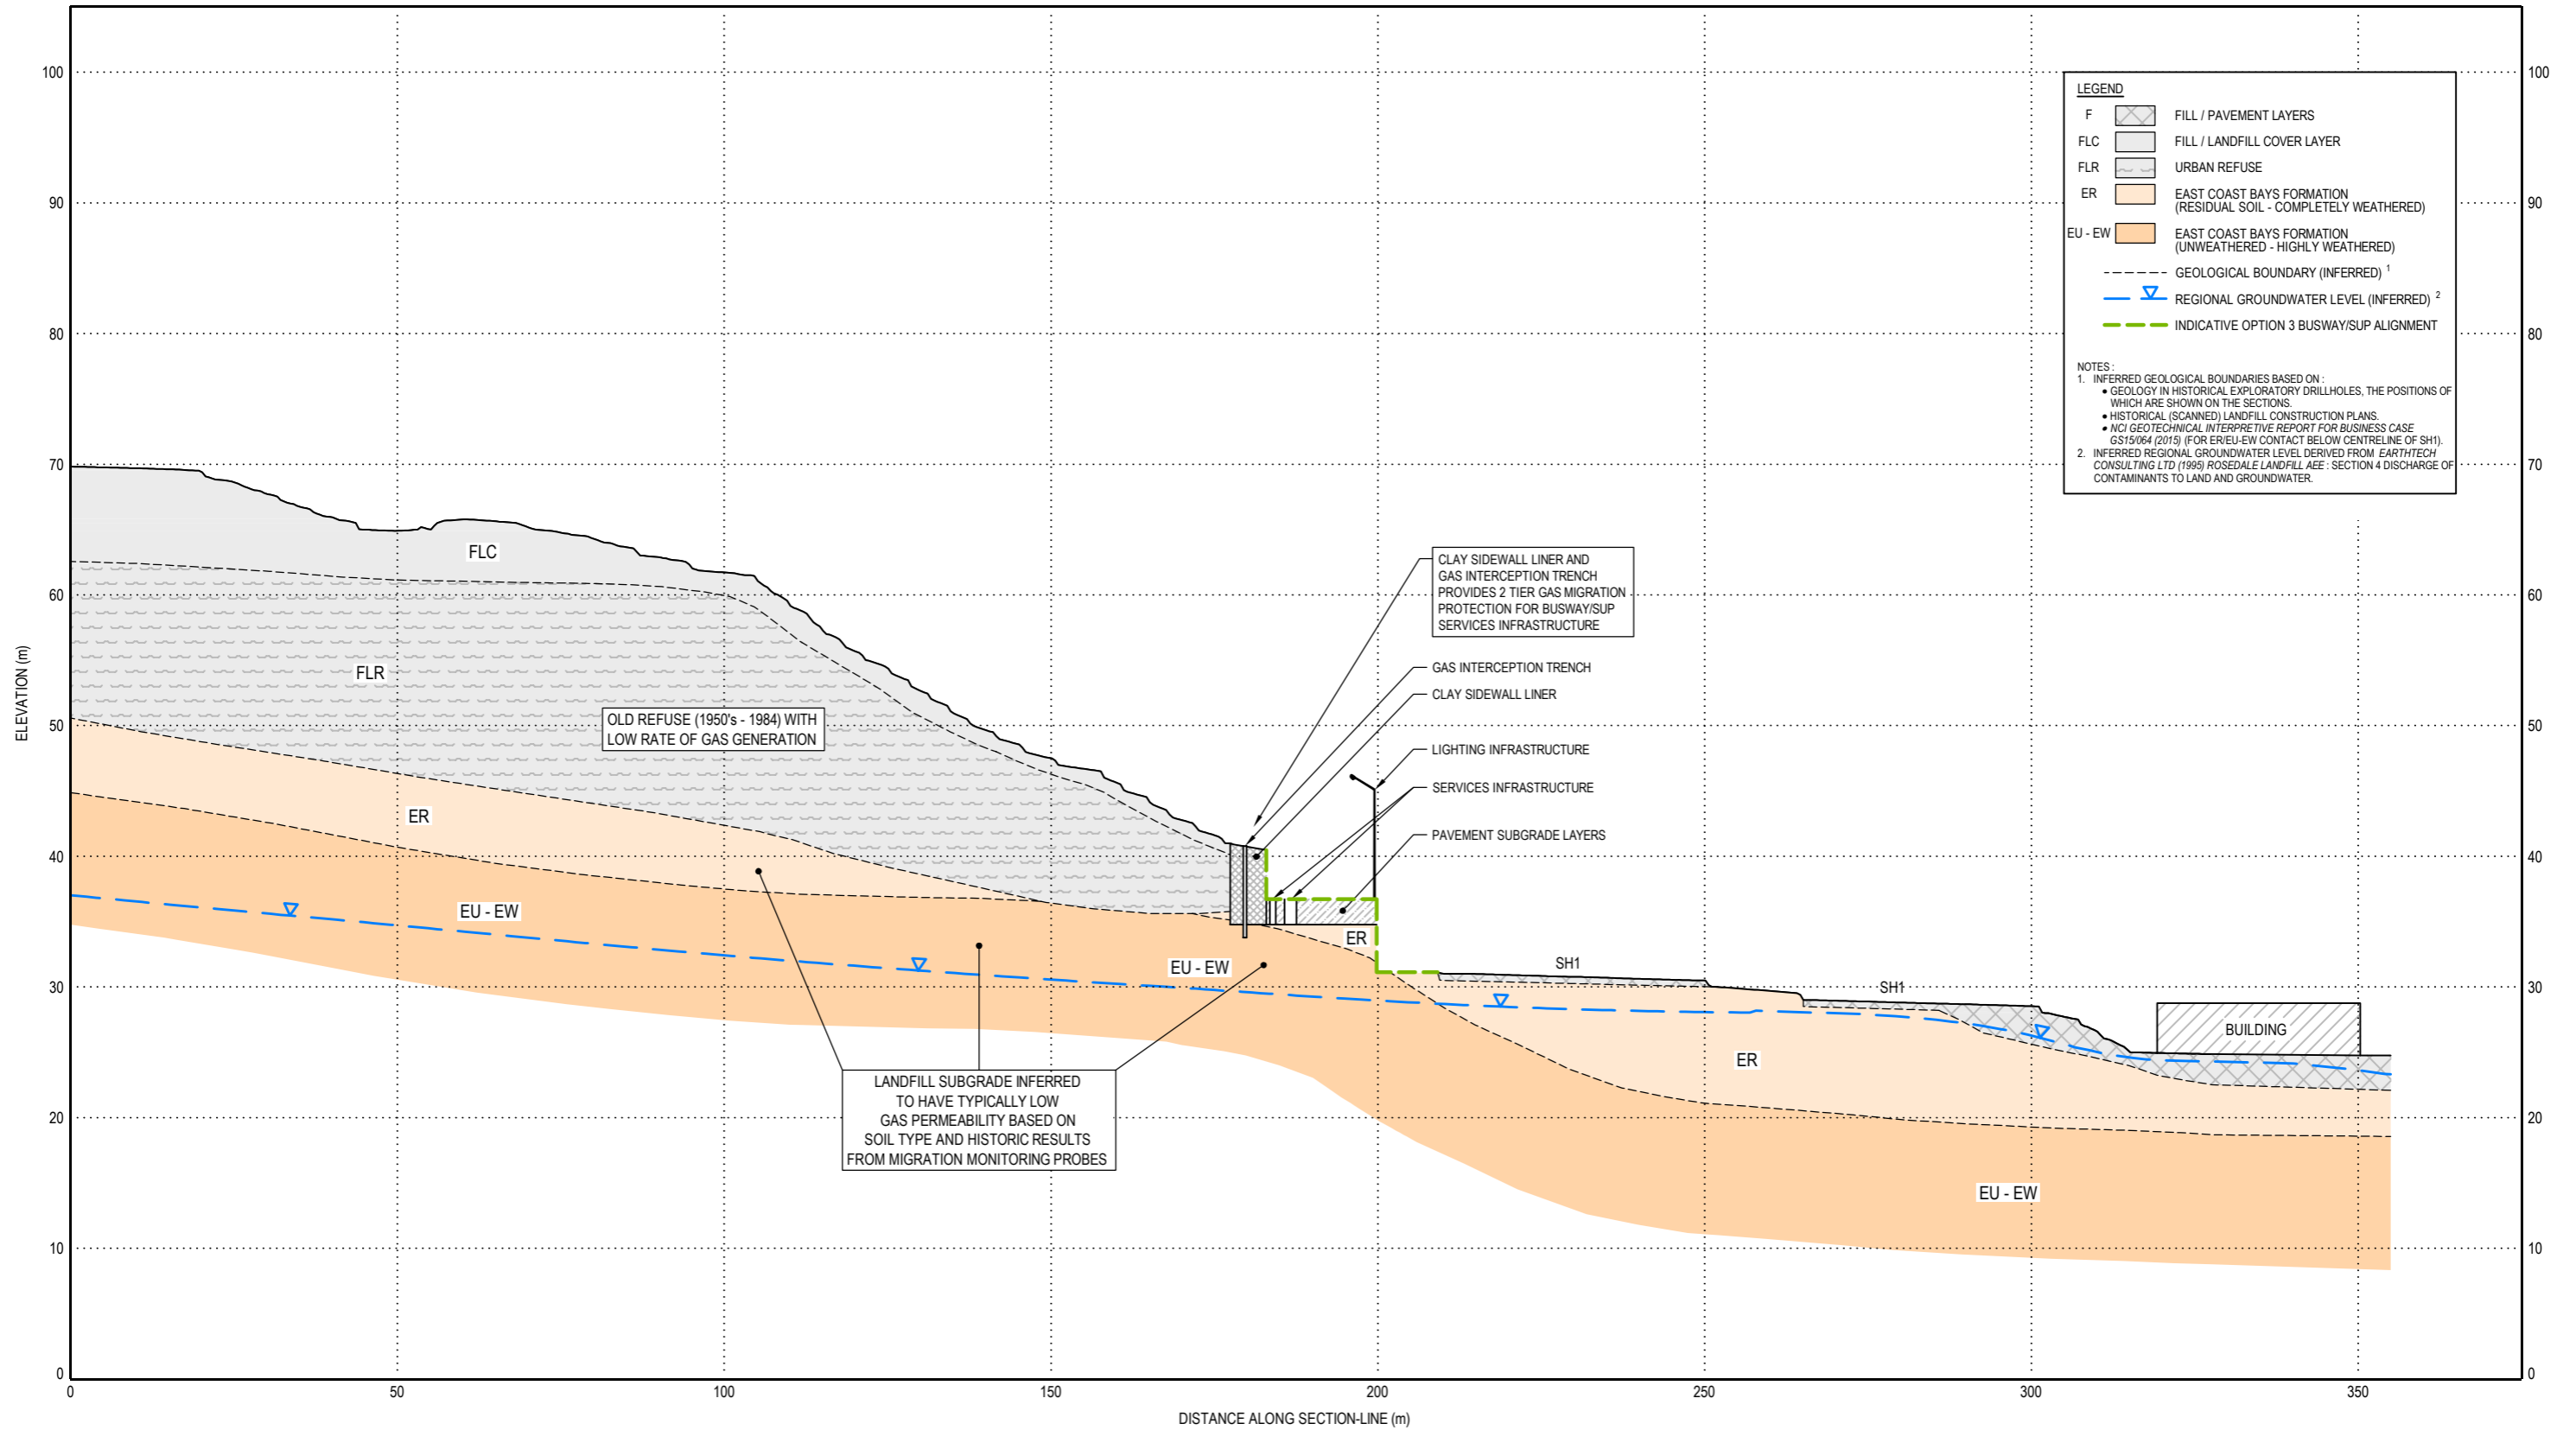 LEGEND
F FILL / PAVEMENT LAYERS
FLC FILL / LANDFILL COVER LAYER
FLR URBAN REFUSE
ER EAST COAST BAYS FORMATION
(RESIDUAL SOIL - COMPLETELY WEATHERED)
EU - EW EAST COAST BAYS FORMATION
(UNWEATHERED - HIGHLY WEATHERED)
GEOLOGICAL BOUNDARY (INFERRED) 1
REGIONAL GROUNDWATER LEVEL (INFERRED) 2
INDICATIVE OPTION 3 BUSWAY/SUP ALIGNMENT
NOTES :
1. INFERRED GEOLOGICAL BOUNDARIES BASED ON :
• GEOLOGY IN HISTORICAL EXPLORATORY DRILLHOLES, THE POSITIONS OF
WHICH ARE SHOWN ON THE SECTIONS.
• HISTORICAL (SCANNED) LANDFILL CONSTRUCTION PLANS.
• NCI GEOTECHNICAL INTERPRETIVE REPORT FOR BUSINESS CASE
GS15/064 (2015) (FOR ER/EU-EW CONTACT BELOW CENTRELINE OF SH1).
2. INFERRED REGIONAL GROUNDWATER LEVEL DERIVED FROM EARTHTECH
CONSULTING LTD (1995) ROSEDALE LANDFILL AEE : SECTION 4 DISCHARGE OF
CONTAMINANTS TO LAND AND GROUNDWATER.
100
90
80
70
60
50
40
30
20
10
0
ELEVATION (m)
100
90
80
70
60
50
40
30
20
10
0
FLC
FLR
OLD REFUSE (1950's - 1984) WITH
LOW RATE OF GAS GENERATION
ER
EU - EW
CLAY SIDEWALL LINER AND
GAS INTERCEPTION TRENCH
PROVIDES 2 TIER GAS MIGRATION
PROTECTION FOR BUSWAY/SUP
SERVICES INFRASTRUCTURE
GAS INTERCEPTION TRENCH
CLAY SIDEWALL LINER
LIGHTING INFRASTRUCTURE
SERVICES INFRASTRUCTURE
PAVEMENT SUBGRADE LAYERS
ER
EU - EW
SH1
SH1
BUILDING
ER
EU - EW
LANDFILL SUBGRADE INFERRED
TO HAVE TYPICALLY LOW
GAS PERMEABILITY BASED ON
SOIL TYPE AND HISTORIC RESULTS
FROM MIGRATION MONITORING PROBES
0 50 100 150 200 250 300 350
DISTANCE ALONG SECTION-LINE (m)